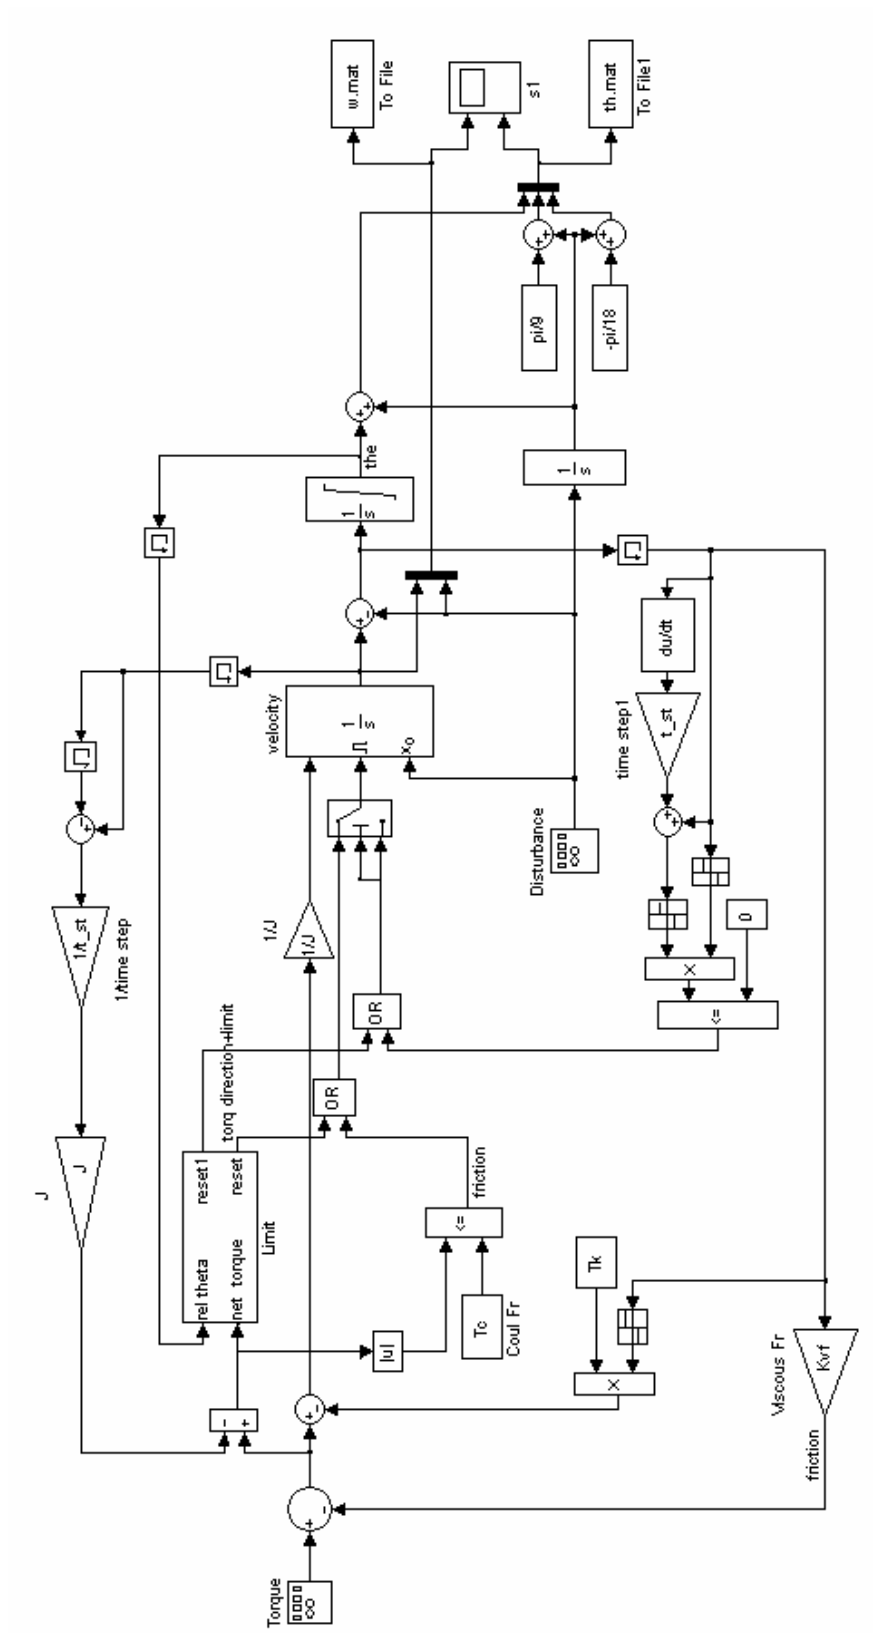 w.mat
To File
s1
th.mat
To File1
+
+
+
+
pi/9
-pi/18
+
+
the
1
s
1
s
+
-
velocity
1
s
x0
du/dt
time step1
t_st
+
+
-
+
1/t_st
1/time step
Disturbance
1/J
1/J
0
X
<=
OR
OR
torq direction+limit
J
J
reset1
reset
rel theta
net torque
Limit
friction
<=
Tc
Coul Fr
|u|
Tk
X
-
+
+
-
Viscous Fr
Kvf
friction
+
-
Torque